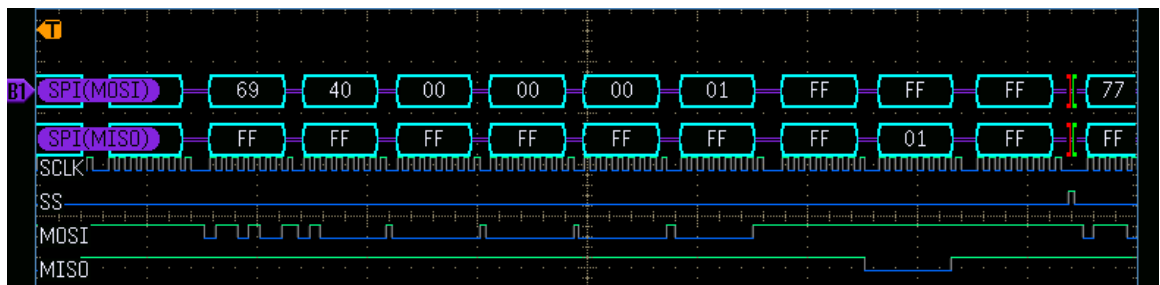 T
B1 SPI(MOSI) 69 40 00 00 00 01 FF FF FF 77
SPI(MISO) FF FF FF FF FF FF FF 01 FF FF
SCLK
SS
MOSI
MISO